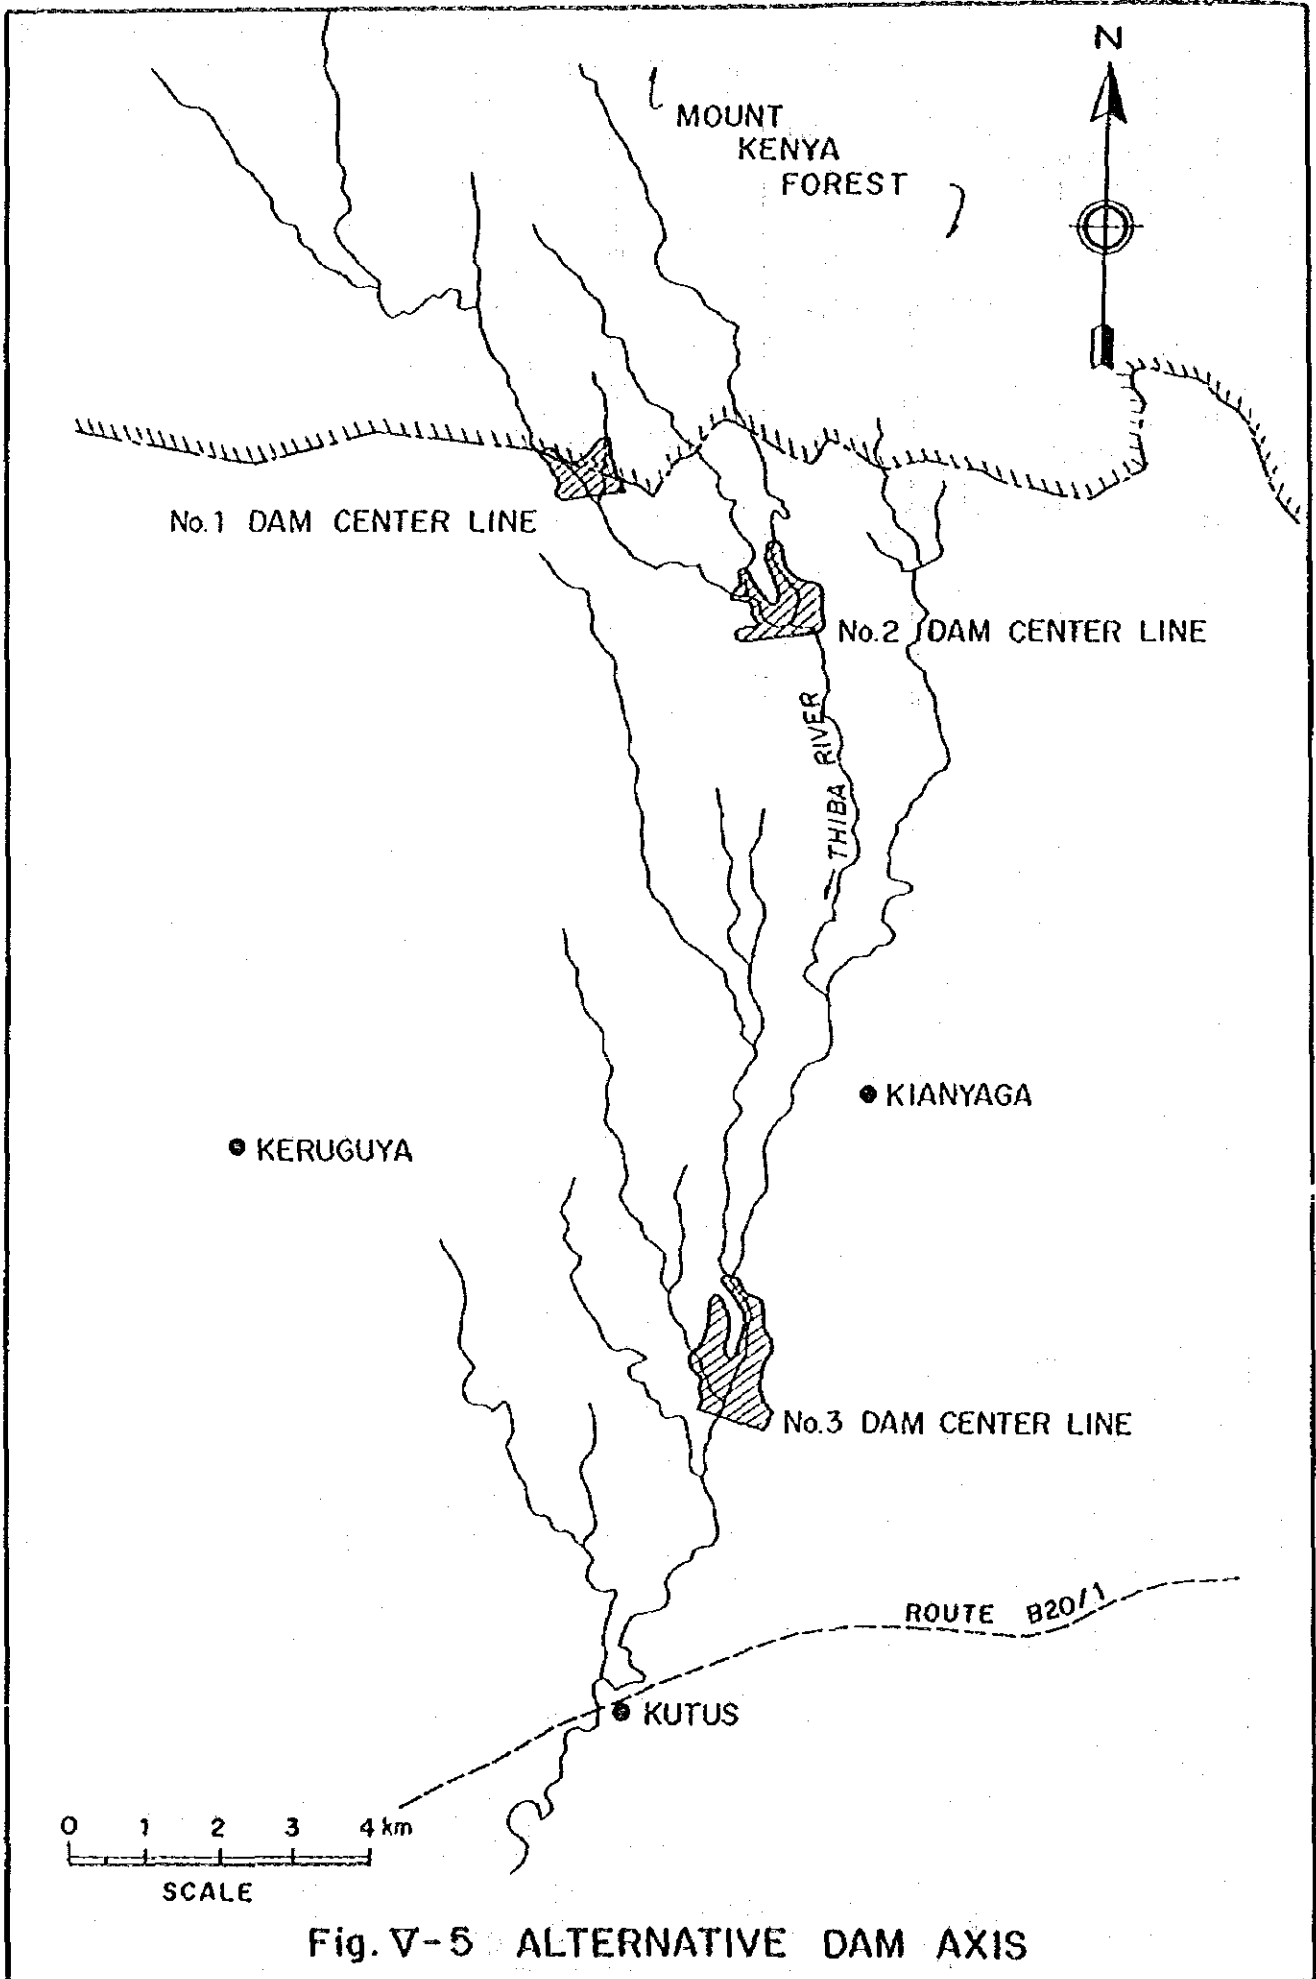 N
MOUNT
KENYA
FOREST
No.1 DAM CENTER LINE
No.2 DAM CENTER LINE
THIBA RIVER
KIANYAGA
KERUGUYA
No.3 DAM CENTER LINE
ROUTE B20/1
KUTUS
0 1 2 3 4 km
SCALE
Fig. V-5 ALTERNATIVE DAM AXIS